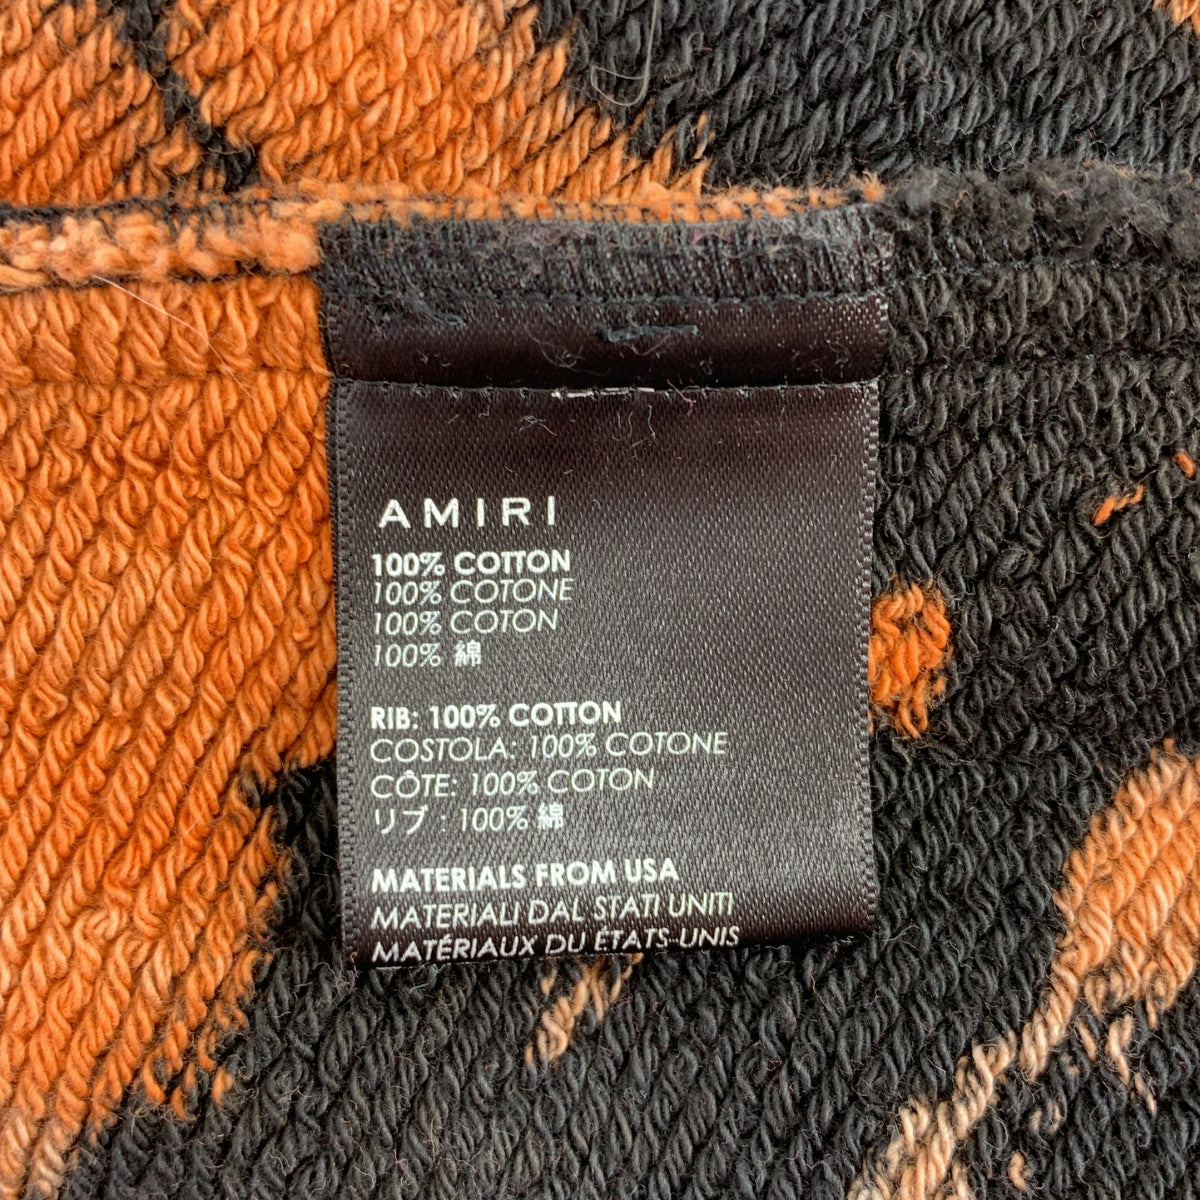 AMIRI
100% COTTON
100% COTONE
100% COTON
100% 綿
RIB: 100% COTTON
COSTOLA: 100% COTONE
CÔTE: 100% COTON
リブ : 100% 綿
MATERIALS FROM USA
MATERIALI DAL STATI UNITI
MATÉRIAUX DU ÉTATS-UNIS